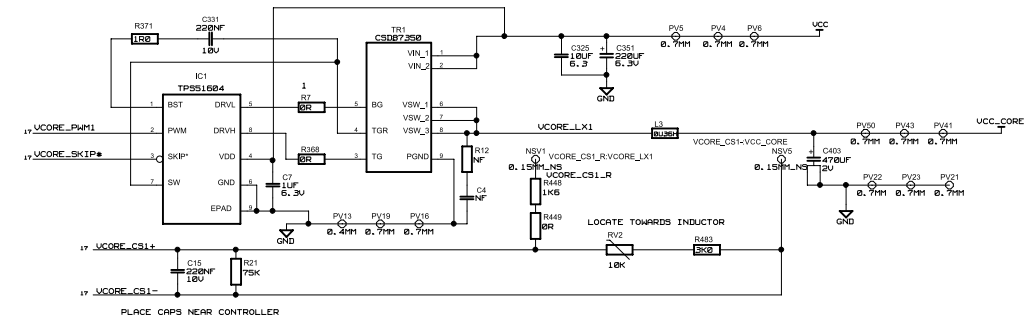 R371
1R0
C331
220NF
10V
TR1
CSD87350
PV5
PV4
PV6
VCC
0.7MM
0.7MM
0.7MM
VIN_1
1
VIN_2
2
C325
10UF
6.3
+
C351
220UF
6.3V
GND
IC1
TPS51604
1
R7
0R
1
BST
DRVL
5
5
BG
VSW_1
6
VSW_2
7
VSW_3
8
17
VCORE_PWM1
2
PWM
DRVH
8
4
TGR
VCORE_LX1
L3
0U36H
VCC_CORE
PV50
PV43
PV41
0.7MM
0.7MM
0.7MM
17
VCORE_SKIP*
3
SKIP*
VDD
4
R368
0R
3
TG
PGND
9
R12
NF
NSV1
0.15MM_NS
VCORE_CS1_R:VCORE_LX1
VCORE_CS1_R
VCORE_CS1-:VCC_CORE
NSV5
0.15MM_NS
+
C403
470UF
2V
7
SW
GND
6
EPAD
9
C7
1UF
6.3V
C4
NF
R448
1K6
PV22
PV23
PV21
0.7MM
0.7MM
0.7MM
GND
GND
PV13
PV19
PV16
0.4MM
0.7MM
0.7MM
R449
0R
LOCATE TOWARDS INDUCTOR
17
VCORE_CS1+
RV2
10K
R483
3K0
C15
220NF
10V
R21
75K
17
VCORE_CS1-
PLACE CAPS NEAR CONTROLLER